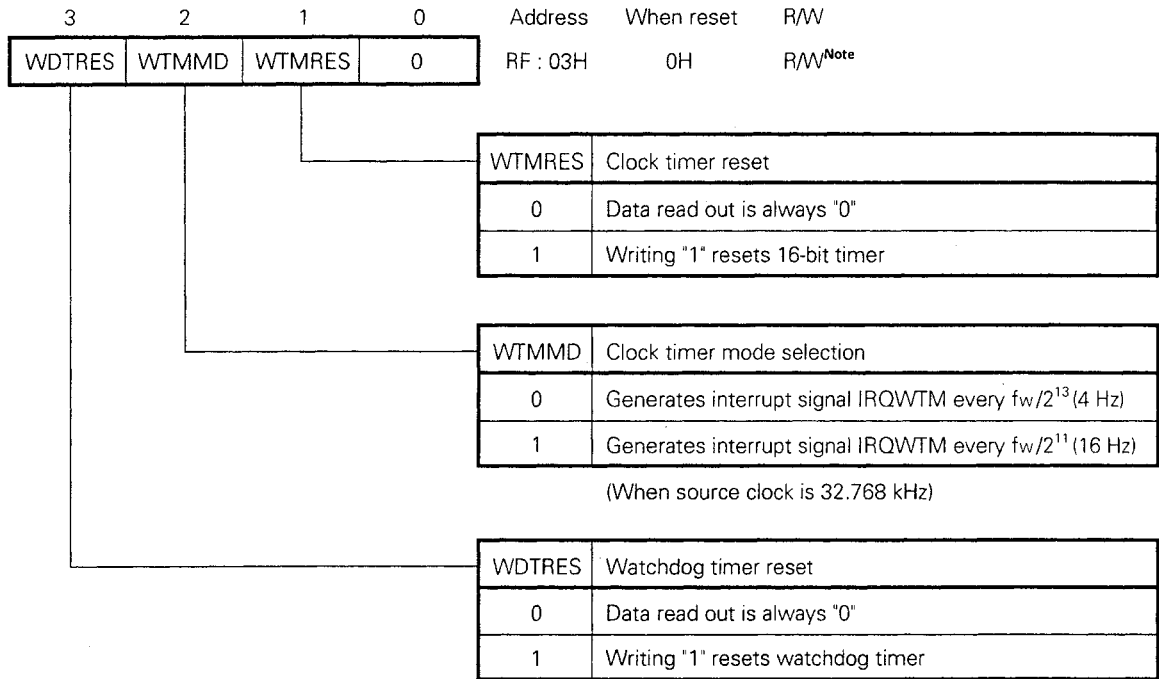 3 2 1 0 Address When reset R/W
WDTRES WTMMD WTMRES 0 RF : 03H 0H R/W Note
WTMRES Clock timer reset
0 Data read out is always "0"
1 Writing "1" resets 16-bit timer
WTMMD Clock timer mode selection
0 Generates interrupt signal IRQWTM every fw/2¹³ (4 Hz)
1 Generates interrupt signal IRQWTM every fw/2¹¹ (16 Hz)
(When source clock is 32.768 kHz)
WDTRES Watchdog timer reset
0 Data read out is always "0"
1 Writing "1" resets watchdog timer